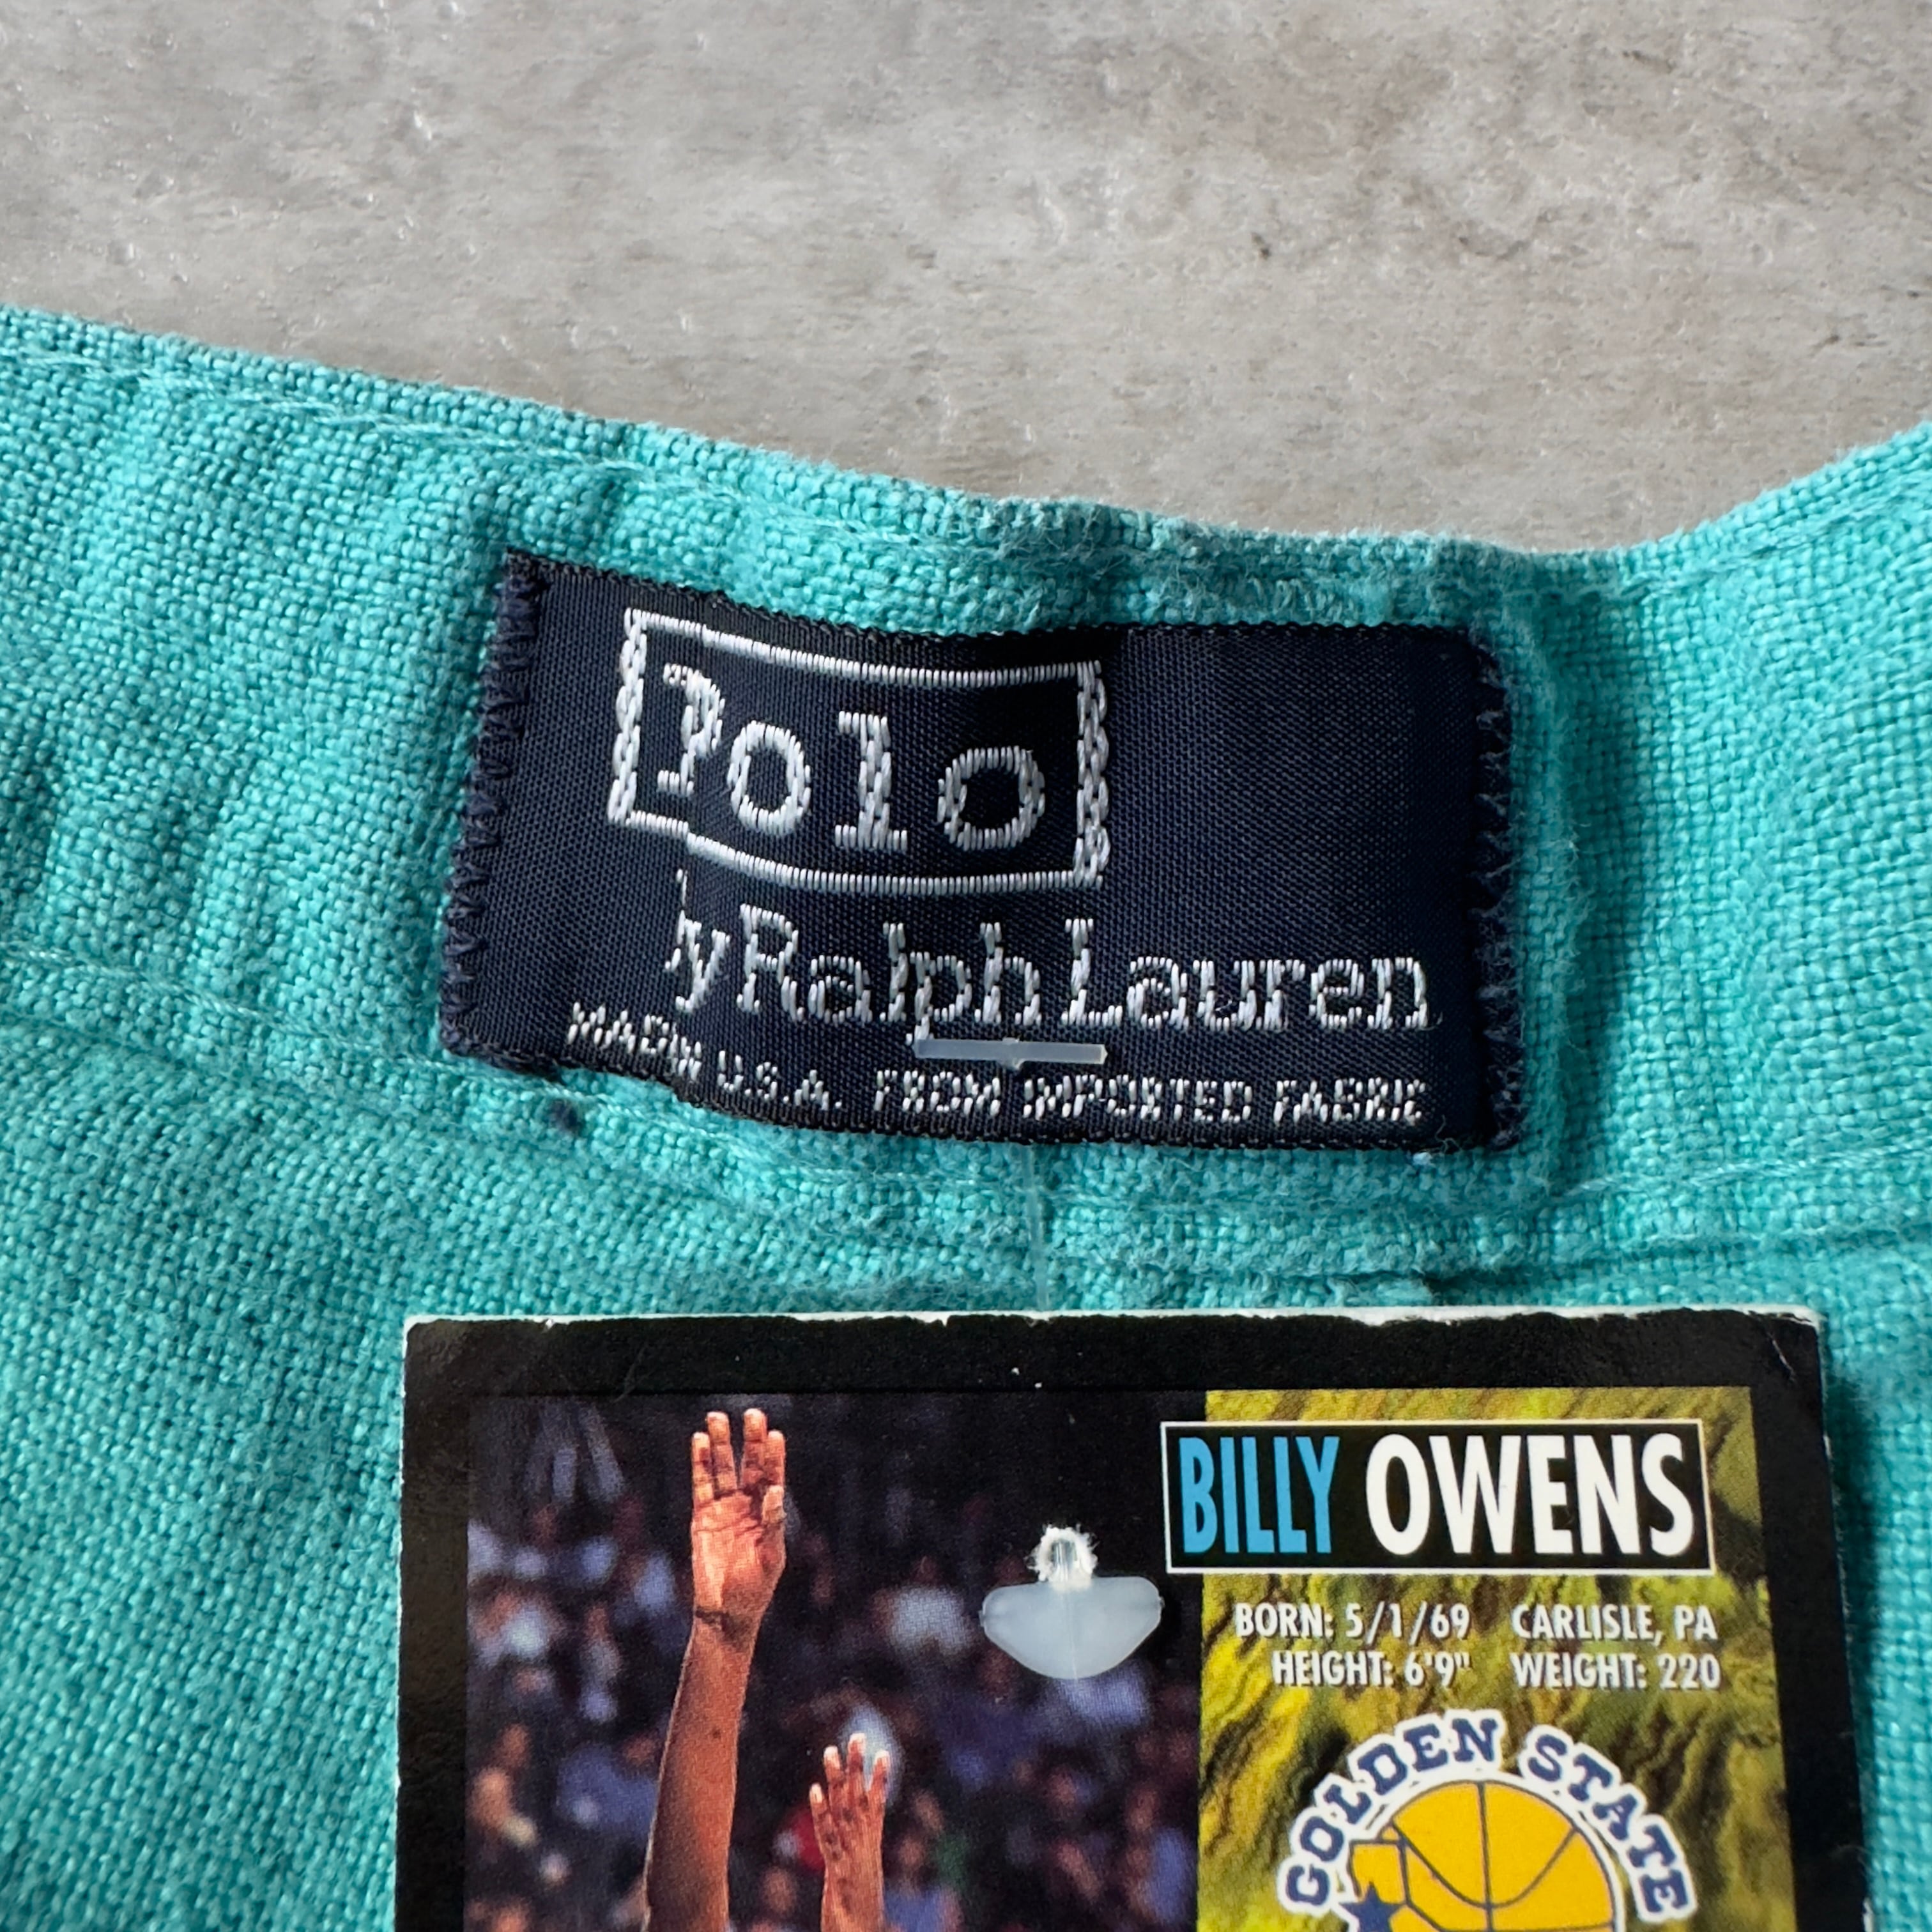 Polo
by Ralph Lauren
MADE IN U.S.A. FROM IMPORTED FABRIC
BILLY OWENS
BORN: 5/1/69 CARLISLE, PA
HEIGHT: 6'9" WEIGHT: 220
GOLDEN STATE